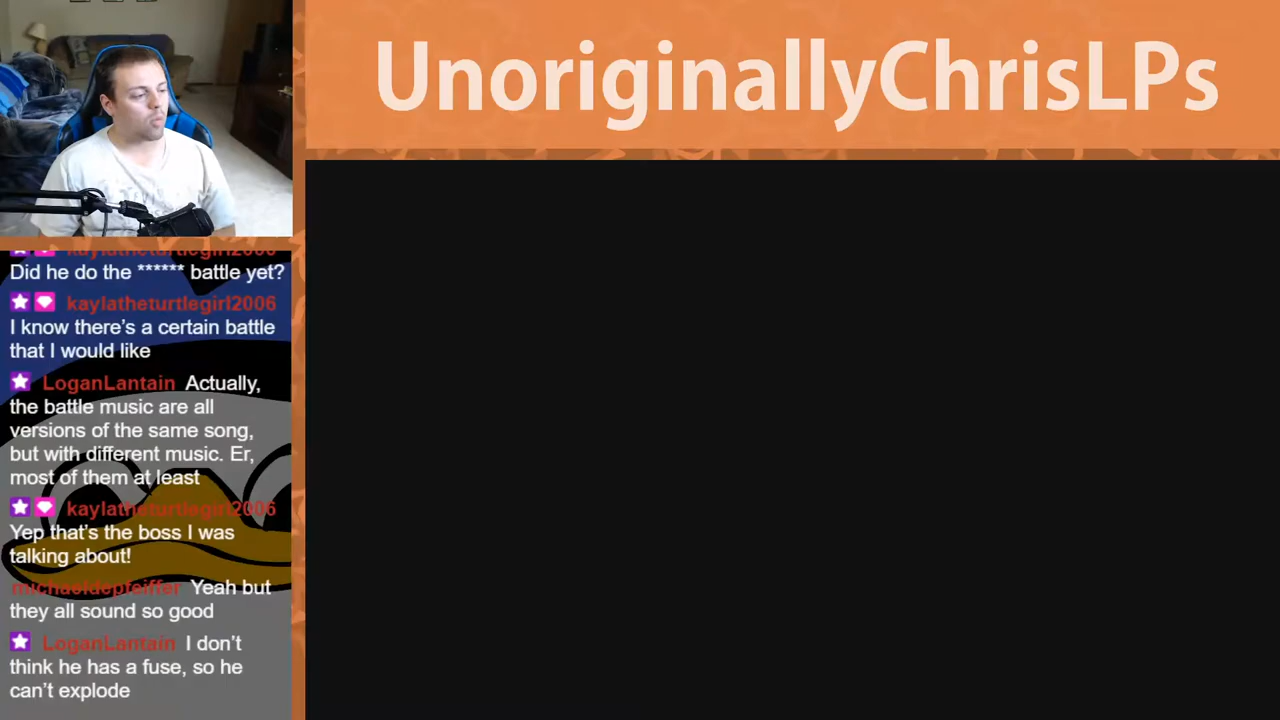 UnoriginallyChrisLPs
kaylatheturtlegirl2006
Did he do the ****** battle yet?
kaylatheturtlegirl2006
I know there's a certain battle
that I would like
LoganLantain Actually,
the battle music are all
versions of the same song,
but with different music. Er,
most of them at least
kaylatheturtlegirl2006
Yep that's the boss I was
talking about!
michaeldepfeiffer Yeah but
they all sound so good
LoganLantain I don't
think he has a fuse, so he
can't explode